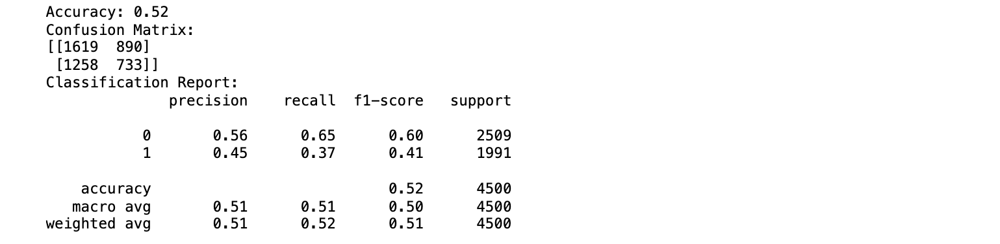 Accuracy: 0.52
Confusion Matrix:
[[1619  890]
 [1258  733]]
Classification Report:
              precision    recall  f1-score   support

           0       0.56      0.65      0.60      2509
           1       0.45      0.37      0.41      1991

    accuracy                           0.52      4500
   macro avg       0.51      0.51      0.50      4500
weighted avg       0.51      0.52      0.51      4500